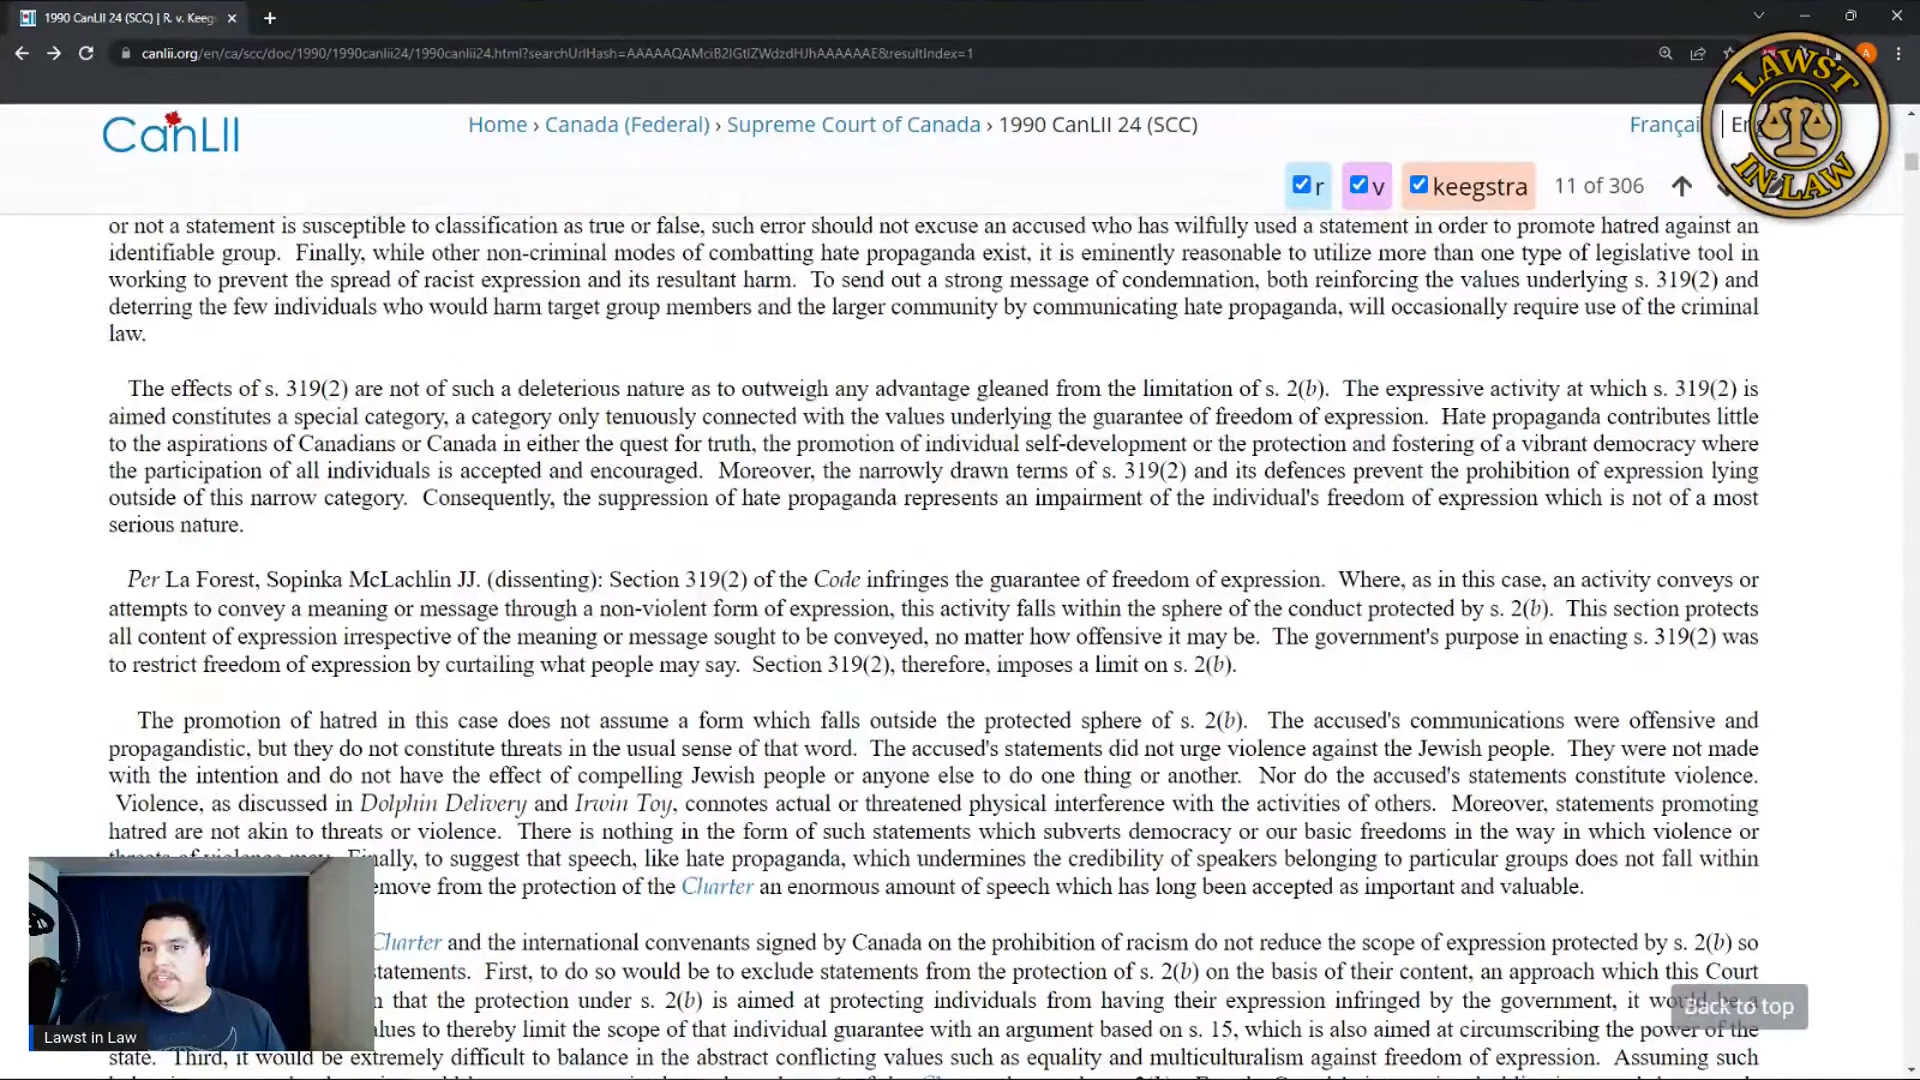 1990 CanLII 24 (SCC) | R. v. Keegs
canlii.org/en/ca/scc/doc/1990/1990canlii24/1990canlii24.html?searchUrlHash=AAAAAQAMciB2IGtlZWdzdHJhAAAAAAE&resultIndex=1
A
LAWST
IN LAW
CanLII
Home › Canada (Federal) › Supreme Court of Canada › 1990 CanLII 24 (SCC)
Françai
r v keegstra 11 of 306
or not a statement is susceptible to classification as true or false, such error should not excuse an accused who has wilfully used a statement in order to promote hatred against an
identifiable group. Finally, while other non-criminal modes of combatting hate propaganda exist, it is eminently reasonable to utilize more than one type of legislative tool in
working to prevent the spread of racist expression and its resultant harm. To send out a strong message of condemnation, both reinforcing the values underlying s. 319(2) and
deterring the few individuals who would harm target group members and the larger community by communicating hate propaganda, will occasionally require use of the criminal
law.
The effects of s. 319(2) are not of such a deleterious nature as to outweigh any advantage gleaned from the limitation of s. 2(b). The expressive activity at which s. 319(2) is
aimed constitutes a special category, a category only tenuously connected with the values underlying the guarantee of freedom of expression. Hate propaganda contributes little
to the aspirations of Canadians or Canada in either the quest for truth, the promotion of individual self-development or the protection and fostering of a vibrant democracy where
the participation of all individuals is accepted and encouraged. Moreover, the narrowly drawn terms of s. 319(2) and its defences prevent the prohibition of expression lying
outside of this narrow category. Consequently, the suppression of hate propaganda represents an impairment of the individual's freedom of expression which is not of a most
serious nature.
Per La Forest, Sopinka McLachlin JJ. (dissenting): Section 319(2) of the Code infringes the guarantee of freedom of expression. Where, as in this case, an activity conveys or
attempts to convey a meaning or message through a non-violent form of expression, this activity falls within the sphere of the conduct protected by s. 2(b). This section protects
all content of expression irrespective of the meaning or message sought to be conveyed, no matter how offensive it may be. The government's purpose in enacting s. 319(2) was
to restrict freedom of expression by curtailing what people may say. Section 319(2), therefore, imposes a limit on s. 2(b).
The promotion of hatred in this case does not assume a form which falls outside the protected sphere of s. 2(b). The accused's communications were offensive and
propagandistic, but they do not constitute threats in the usual sense of that word. The accused's statements did not urge violence against the Jewish people. They were not made
with the intention and do not have the effect of compelling Jewish people or anyone else to do one thing or another. Nor do the accused's statements constitute violence.
Violence, as discussed in Dolphin Delivery and Irwin Toy, connotes actual or threatened physical interference with the activities of others. Moreover, statements promoting
hatred are not akin to threats or violence. There is nothing in the form of such statements which subverts democracy or our basic freedoms in the way in which violence or
Finally, to suggest that speech, like hate propaganda, which undermines the credibility of speakers belonging to particular groups does not fall within
emove from the protection of the Charter an enormous amount of speech which has long been accepted as important and valuable.
Charter and the international convenants signed by Canada on the prohibition of racism do not reduce the scope of expression protected by s. 2(b) so
statements. First, to do so would be to exclude statements from the protection of s. 2(b) on the basis of their content, an approach which this Court
n that the protection under s. 2(b) is aimed at protecting individuals from having their expression infringed by the government, it
Back to top
lues to thereby limit the scope of that individual guarantee with an argument based on s. 15, which is also aimed at circumscribing the power of the
Lawst in Law
state. Third, it would be extremely difficult to balance in the abstract conflicting values such as equality and multiculturalism against freedom of expression. Assuming such